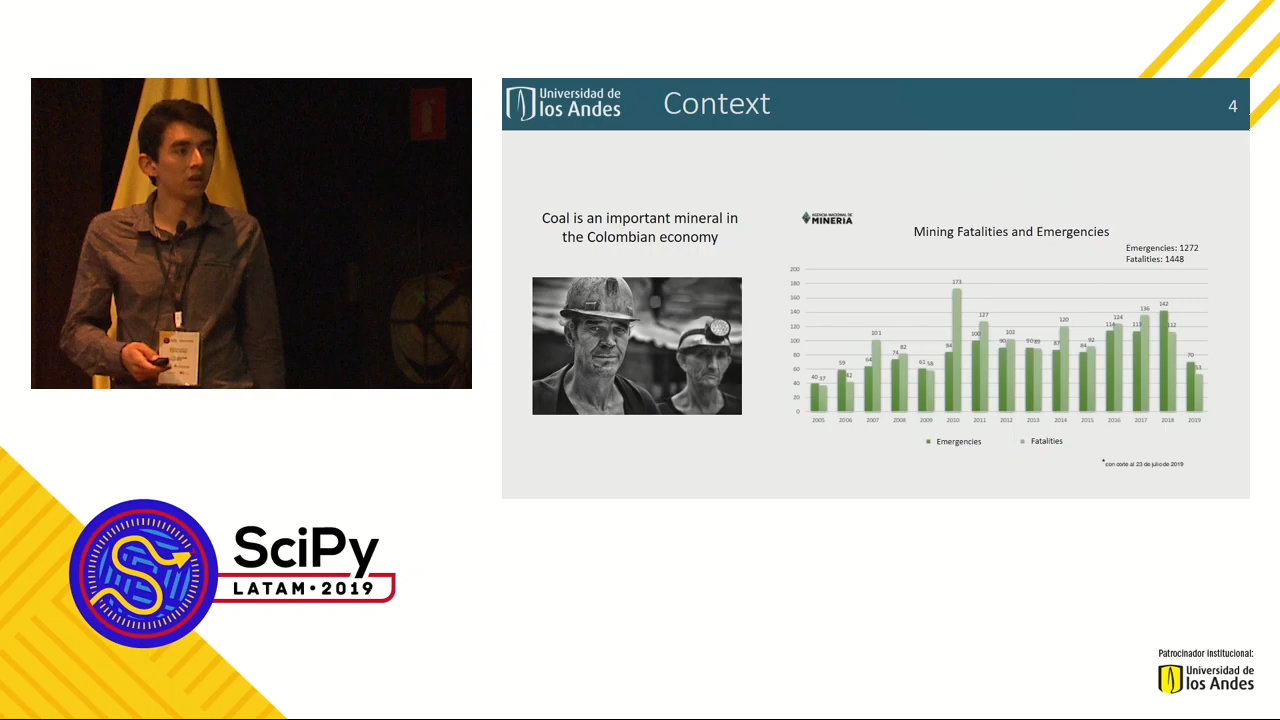 Universidad de
los Andes
Context
4
Coal is an important mineral in
the Colombian economy
AGENCIA NACIONAL DE
MINERÍA
Mining Fatalities and Emergencies
Emergencies: 1272
Fatalities: 1448
200
180
160
140
120
100
80
60
40
20
0
40 37
59 42
64 101
74 82
61 58
84 173
100 127
90 102
90 89
87 120
84 92
114 124
113 136
142 112
70 53
2005 2006 2007 2008 2009 2010 2011 2012 2013 2014 2015 2016 2017 2018 2019
Emergencies Fatalities
*con corte al 23 de julio de 2019
SciPy
LATAM • 2019
Patrocinador Institucional:
Universidad de
los Andes